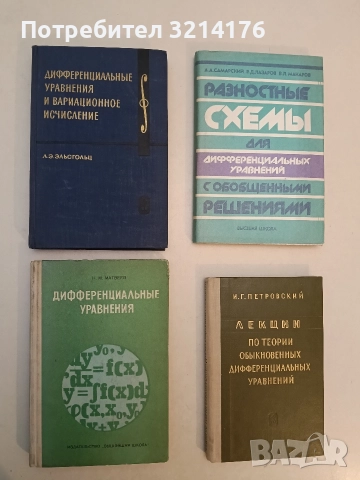 Потребител 3214176
ДИФФЕРЕНЦИАЛЬНЫЕ
УРАВНЕНИЯ
И ВАРИАЦИОННОЕ
ИСЧИСЛЕНИЕ
Л.Э.ЭЛЬСГОЛЬЦ
А.А.САМАРСКИЙ, Р.Д.ЛАЗАРОВ, В.Л.МАКАРОВ
РАЗНОСТНЫЕ
СХЕМЫ
ДЛЯ
ДИФФЕРЕНЦИАЛЬНЫХ
УРАВНЕНИЙ
С ОБОБЩЕННЫМИ
РЕШЕНИЯМИ
ВЫСШАЯ ШКОЛА
Н. М. МАТВЕЕВ
ДИФФЕРЕНЦИАЛЬНЫЕ
УРАВНЕНИЯ
=f(x)
y=∫f(x)d
ИЗДАТЕЛЬСТВО „ВЫСШАЯ ШКОЛА"
И.Г.ПЕТРОВСКИЙ
ЛЕКЦИИ
ПО ТЕОРИИ
ОБЫКНОВЕННЫХ
ДИФФЕРЕНЦИАЛЬНЫХ
УРАВНЕНИЙ
BAZAR
bg